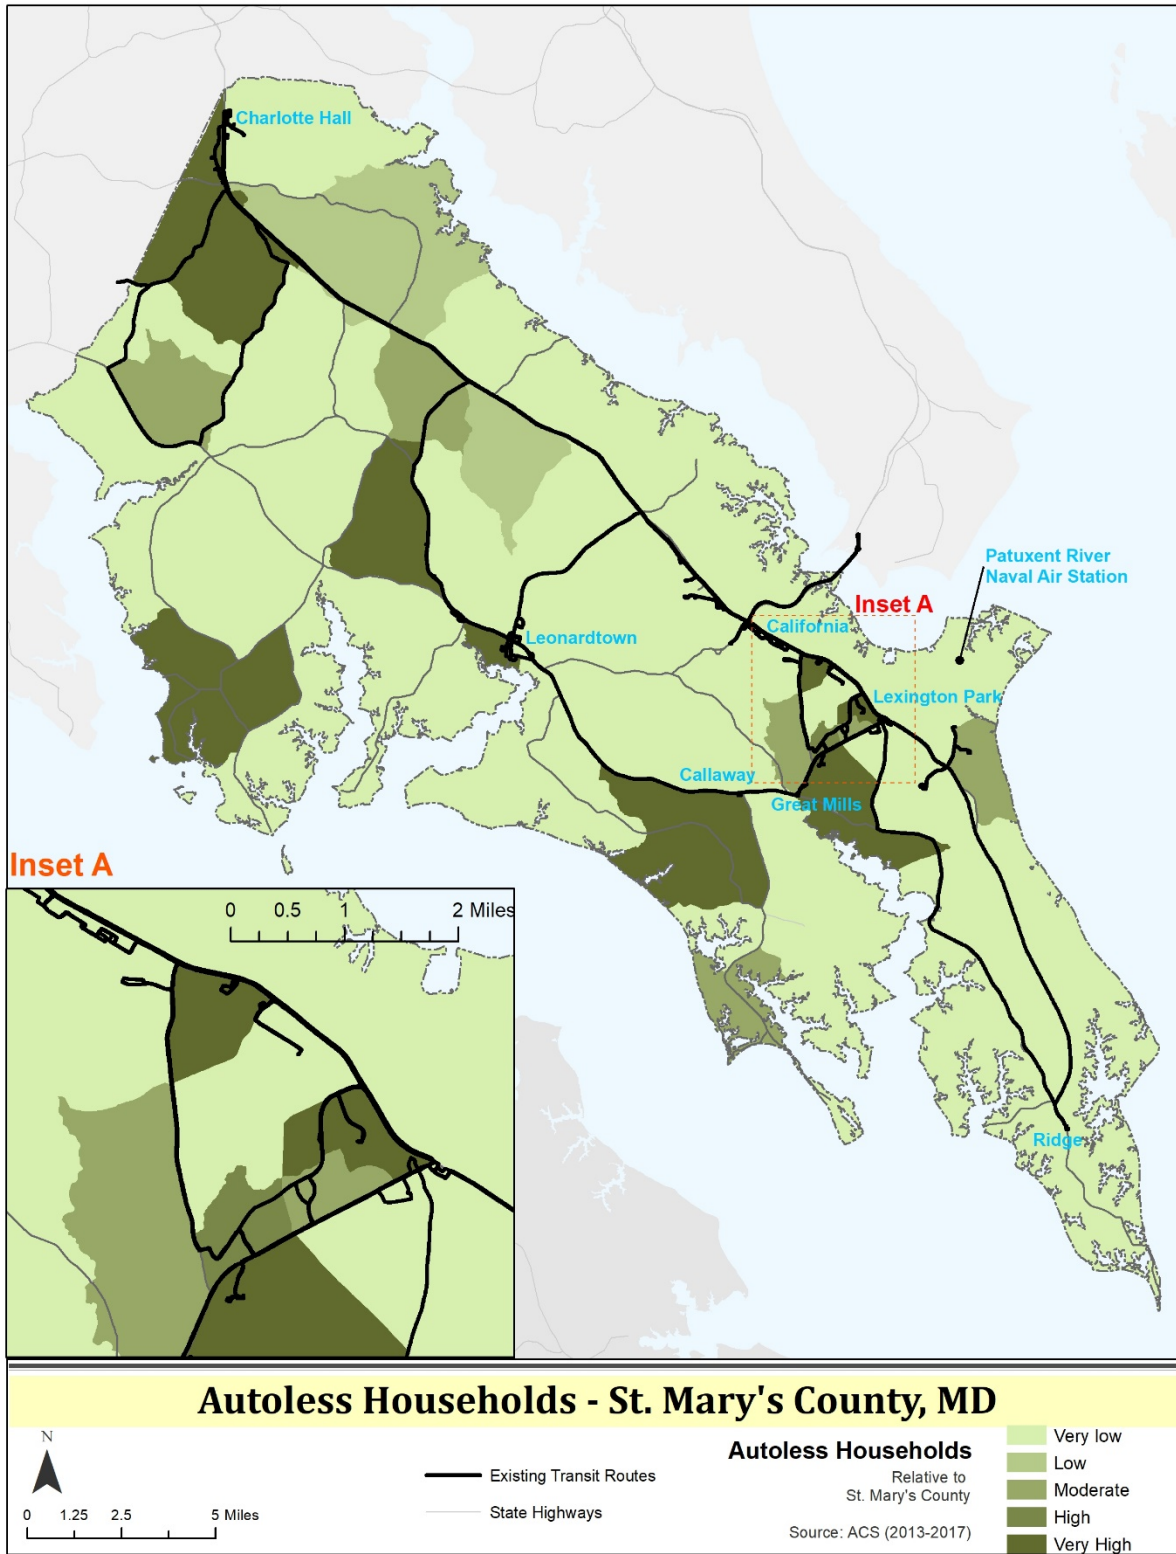 Charlotte Hall
Patuxent River
Naval Air Station
Inset A
California
Leonardtown
Lexington Park
Callaway
Great Mills
Inset A
0 0.5 1 2 Miles
Ridge
Autoless Households - St. Mary's County, MD
N
0 1.25 2.5 5 Miles
Existing Transit Routes
State Highways
Autoless Households
Relative to
St. Mary's County
Source: ACS (2013-2017)
Very low
Low
Moderate
High
Very High